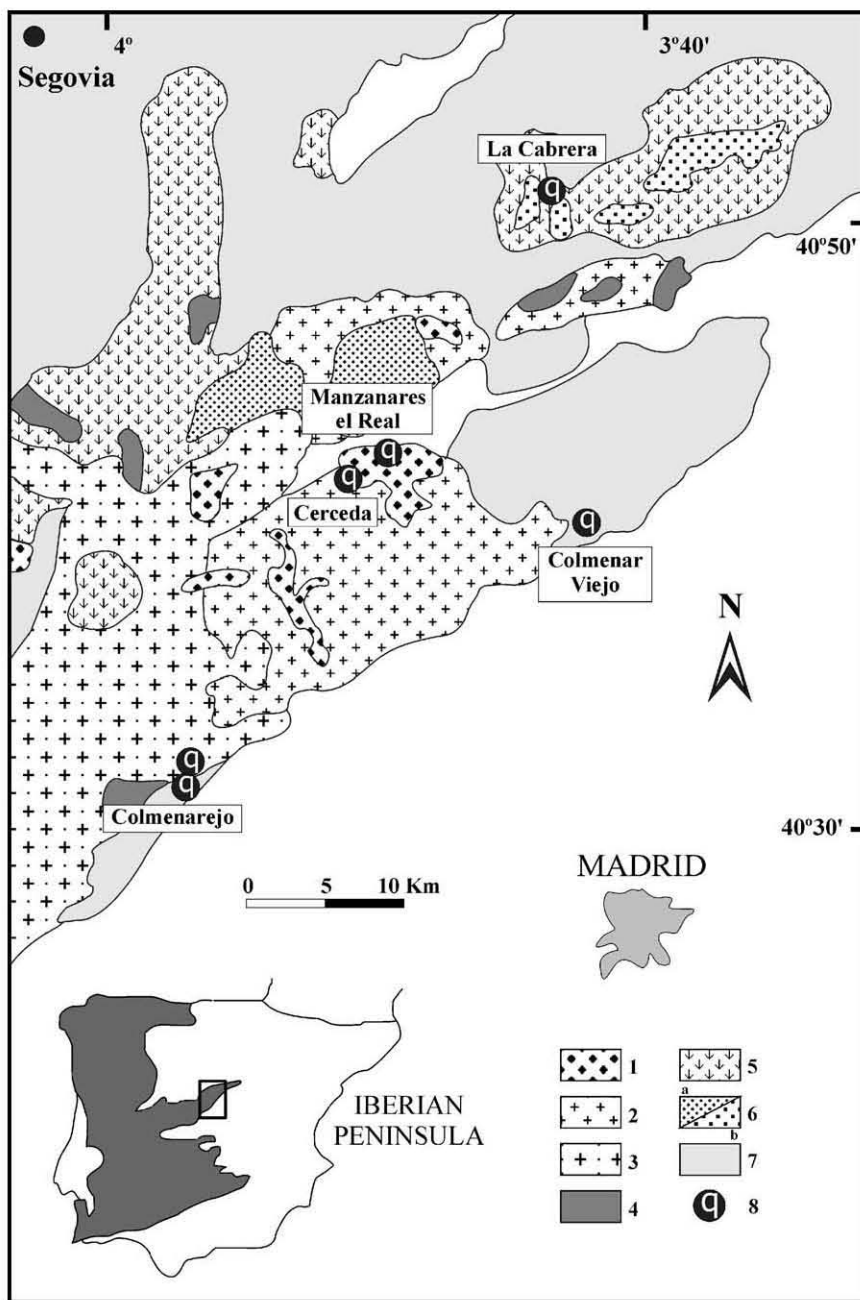 4º
3º40'
Segovia
La Cabrera
q
40º50'
Manzanares
el Real
q
q
Cerceda
q
Colmenar
Viejo
N
q
q
Colmenarejo
40º30'
0 5 10 Km
MADRID
IBERIAN
PENINSULA
1
2
3
4
5
a
6
b
7
q 8